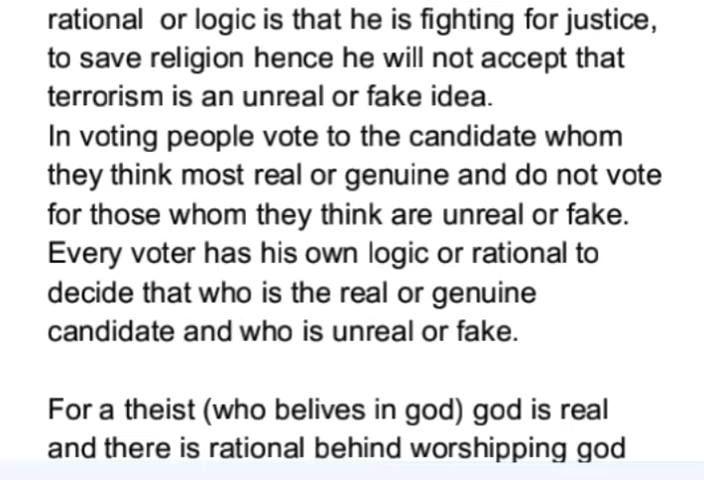 rational  or logic is that he is fighting for justice,
to save religion hence he will not accept that
terrorism is an unreal or fake idea.
In voting people vote to the candidate whom
they think most real or genuine and do not vote
for those whom they think are unreal or fake.
Every voter has his own logic or rational to
decide that who is the real or genuine
candidate and who is unreal or fake.
For a theist (who belives in god) god is real
and there is rational behind worshipping god